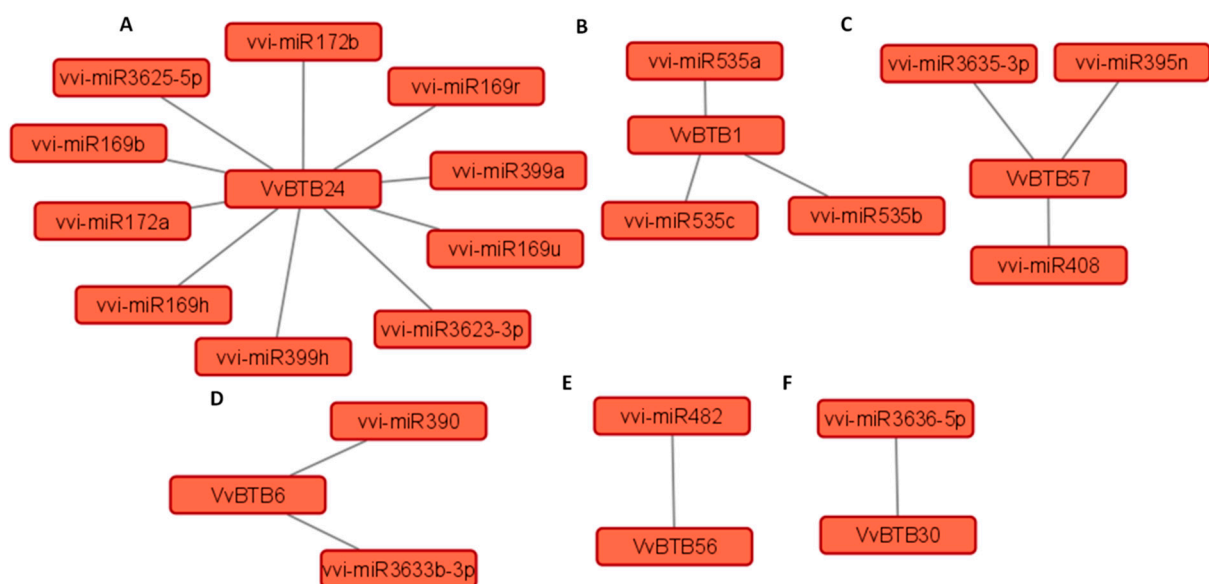 A
vvi-miR172b
vvi-miR3625-5p
vvi-miR169r
vvi-miR169b
vvi-miR399a
VvBTB24
vvi-miR172a
vvi-miR169u
vvi-miR169h
vvi-miR3623-3p
vvi-miR399h
B
vvi-miR535a
VvBTB1
vvi-miR535c
vvi-miR535b
C
vvi-miR3635-3p
vvi-miR395n
VvBTB57
vvi-miR408
D
vvi-miR390
VvBTB6
vvi-miR3633b-3p
E
vvi-miR482
VvBTB56
F
vvi-miR3636-5p
VvBTB30